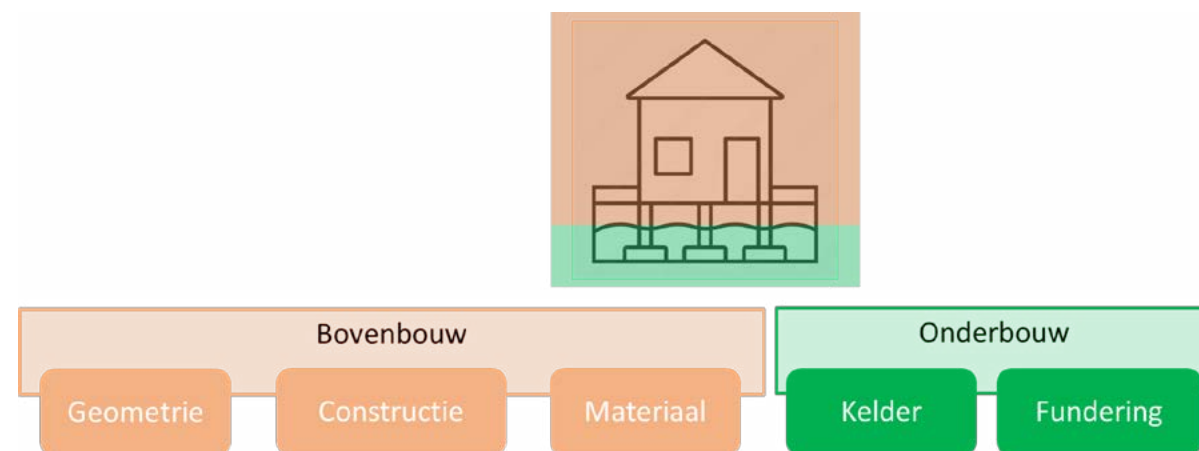 Bovenbouw
Onderbouw
Geometrie
Constructie
Materiaal
Kelder
Fundering